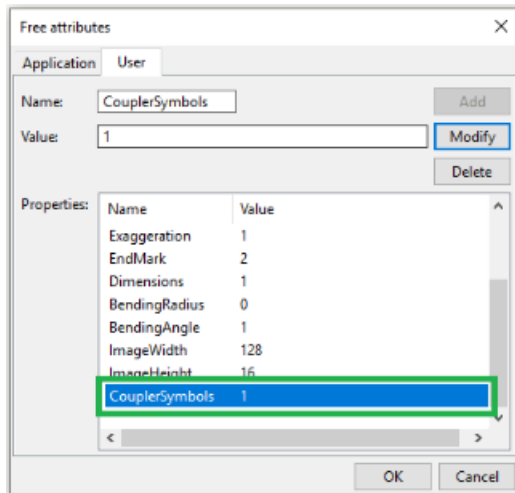 Free attributes
Application User
Name: CouplerSymbols Add
Value: 1 Modify
Delete
Properties: Name Value
Exaggeration 1
EndMark 2
Dimensions 1
BendingRadius 0
BendingAngle 1
ImageWidth 128
ImageHeight 16
CouplerSymbols 1
OK Cancel